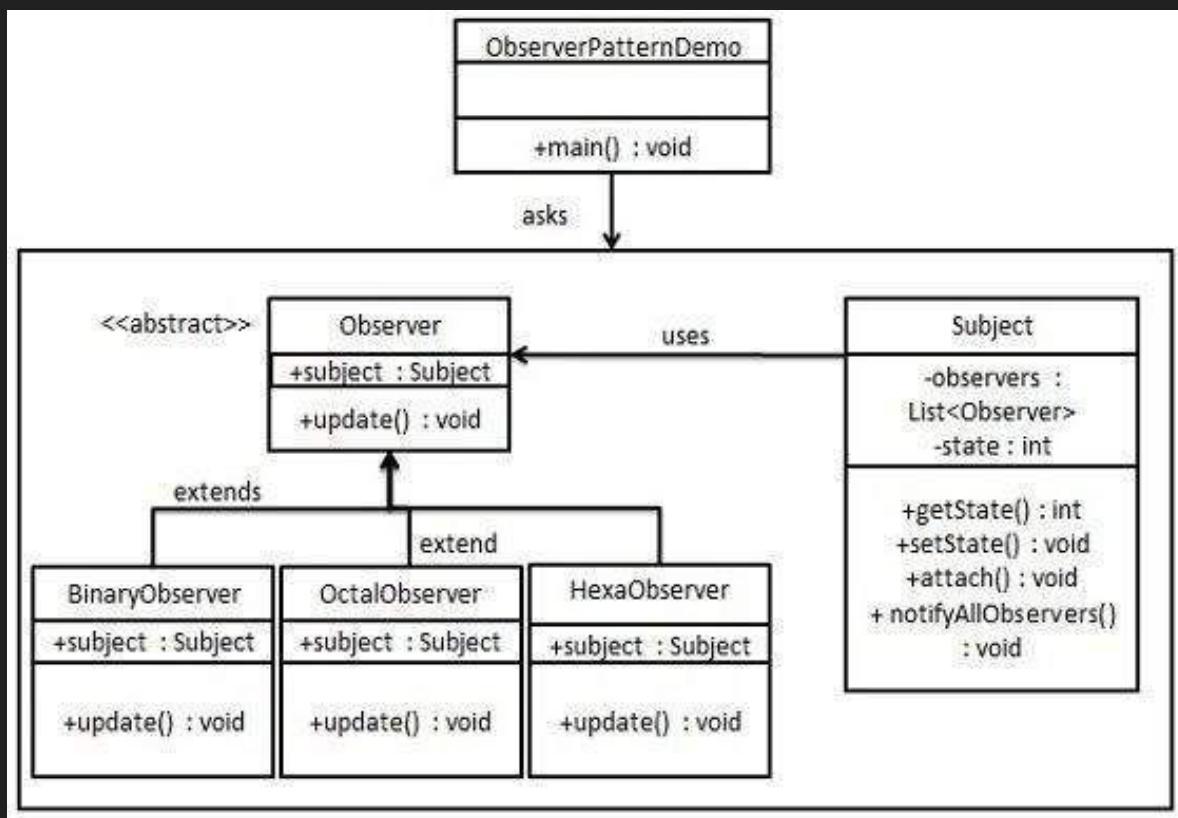 ObserverPatternDemo
+main() : void
asks
<<abstract>>
Observer
+subject : Subject
+update() : void
uses
Subject
-observers :
List<Observer>
-state : int
+getState() : int
+setState() : void
+attach() : void
+ notifyAllObservers()
: void
extends
extend
BinaryObserver
+subject : Subject
+update() : void
OctalObserver
+subject : Subject
+update() : void
HexaObserver
+subject : Subject
+update() : void